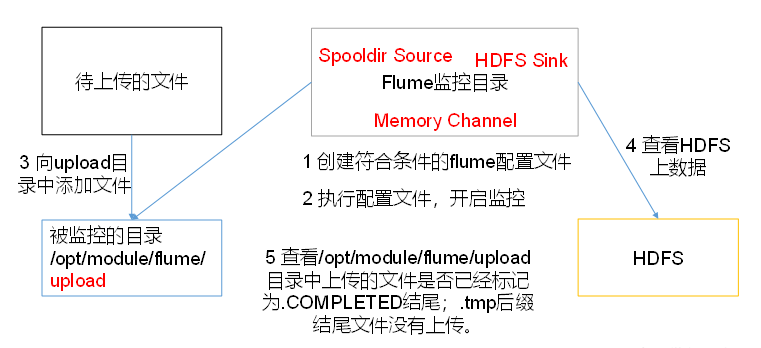 待上传的文件
Spooldir Source
HDFS Sink
Flume监控目录
Memory Channel
3 向upload目
录中添加文件
1 创建符合条件的flume配置文件
2 执行配置文件，开启监控
4 查看HDFS
上数据
被监控的目录
/opt/module/flume/
upload
5 查看/opt/module/flume/upload
目录中上传的文件是否已经标记
为.COMPLETED结尾；.tmp后缀
结尾文件没有上传。
HDFS